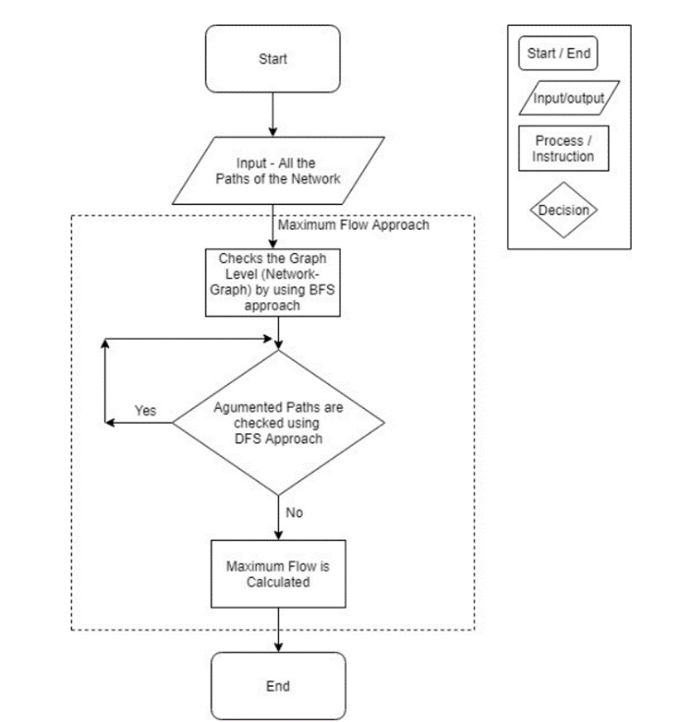 Start
Input - All the
Paths of the Network
Maximum Flow Approach
Checks the Graph
Level (Network-
Graph) by using BFS
approach
Yes
Agumented Paths are
checked using
DFS Approach
No
Maximum Flow is
Calculated
End
Start / End
Input/output
Process /
Instruction
Decision